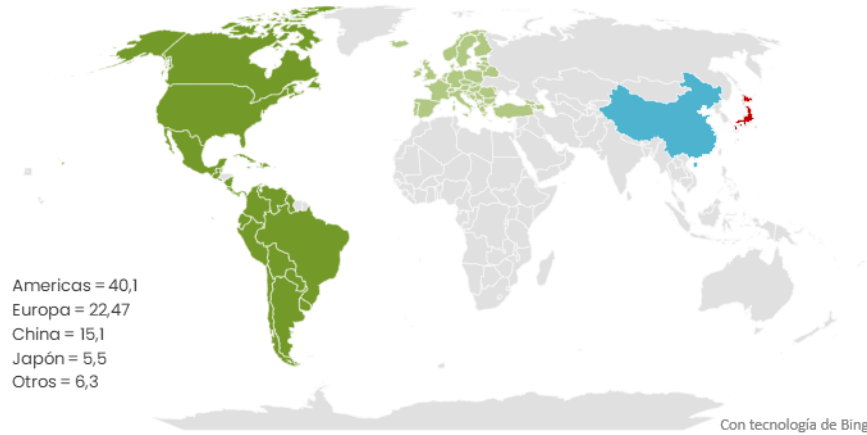 Americas = 40,1
Europa = 22,47
China = 15,1
Japón = 5,5
Otros = 6,3
Con tecnología de Bing